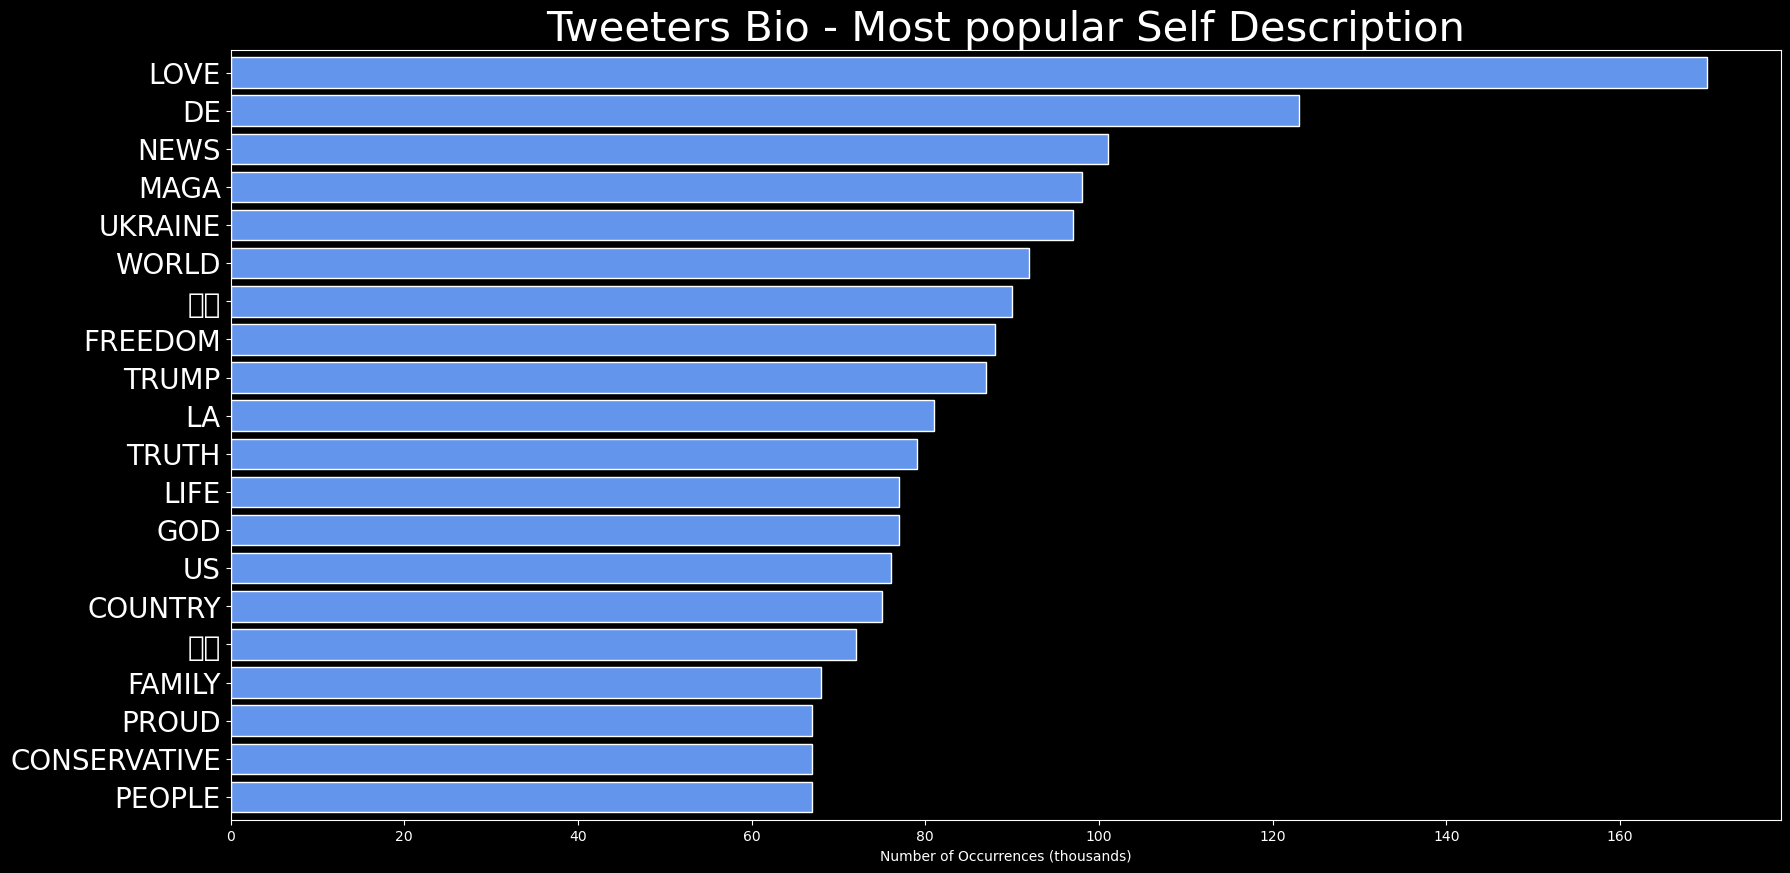 Tweeters Bio - Most popular Self Description
LOVE
DE
NEWS
MAGA
UKRAINE
WORLD
FREEDOM
TRUMP
LA
TRUTH
LIFE
GOD
US
COUNTRY
FAMILY
PROUD
CONSERVATIVE
PEOPLE
0 20 40 60 80 100 120 140 160
Number of Occurrences (thousands)